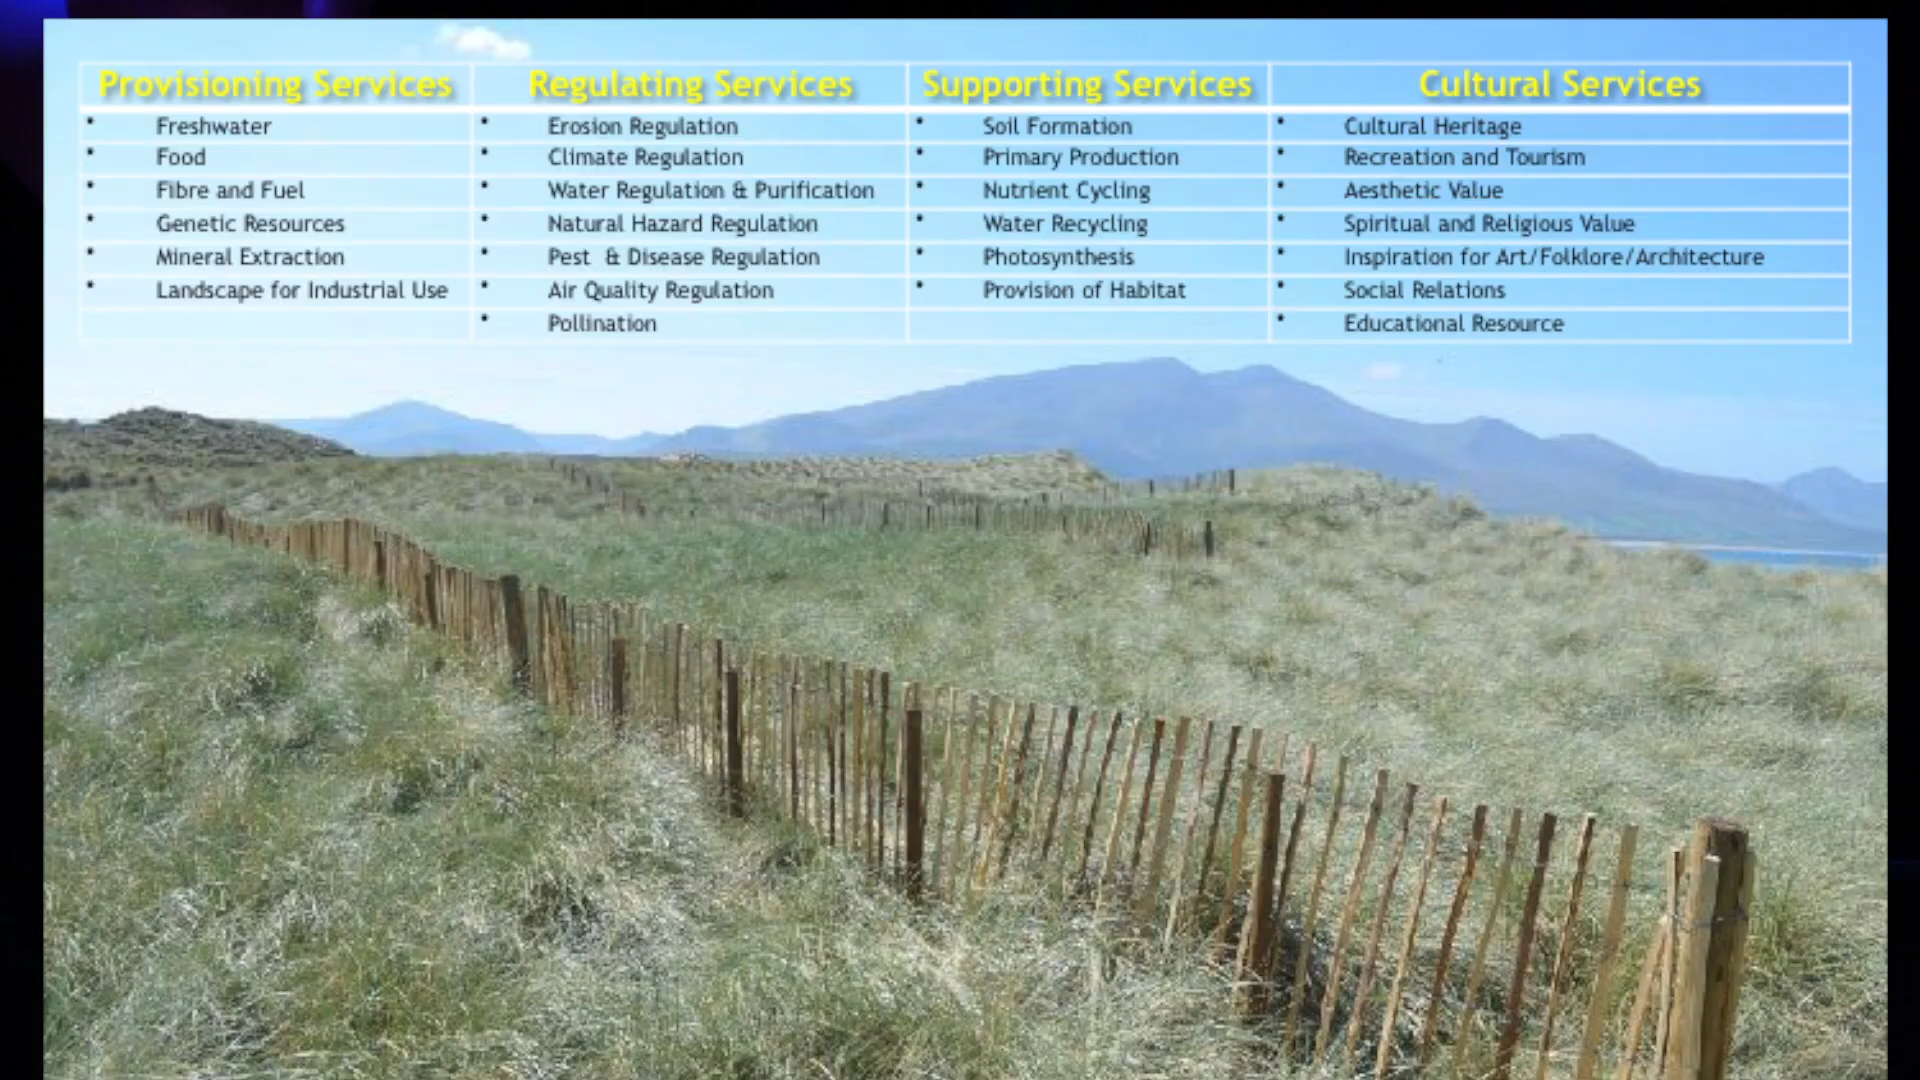 Provisioning Services Regulating Services Supporting Services Cultural Services
• Freshwater • Erosion Regulation • Soil Formation • Cultural Heritage
• Food • Climate Regulation • Primary Production • Recreation and Tourism
• Fibre and Fuel • Water Regulation & Purification • Nutrient Cycling • Aesthetic Value
• Genetic Resources • Natural Hazard Regulation • Water Recycling • Spiritual and Religious Value
• Mineral Extraction • Pest & Disease Regulation • Photosynthesis • Inspiration for Art/Folklore/Architecture
• Landscape for Industrial Use • Air Quality Regulation • Provision of Habitat • Social Relations
• Pollination • Educational Resource